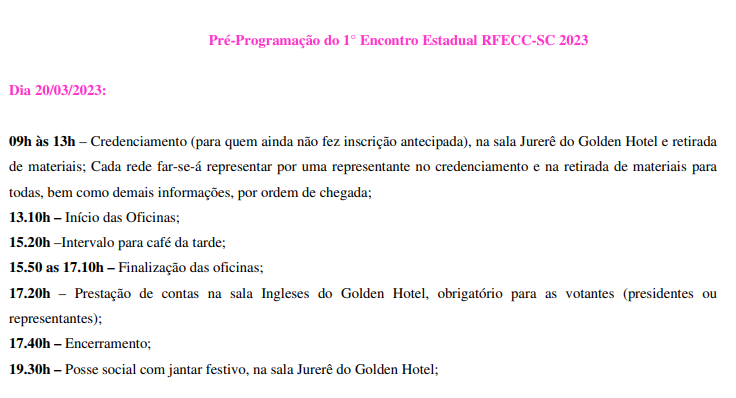 Pré-Programação do 1° Encontro Estadual RFECC-SC 2023
Dia 20/03/2023:
09h às 13h – Credenciamento (para quem ainda não fez inscrição antecipada), na sala Jurerê do Golden Hotel e retirada
de materiais; Cada rede far-se-á representar por uma representante no credenciamento e na retirada de materiais para
todas, bem como demais informações, por ordem de chegada;
13.10h – Início das Oficinas;
15.20h –Intervalo para café da tarde;
15.50 as 17.10h – Finalização das oficinas;
17.20h – Prestação de contas na sala Ingleses do Golden Hotel, obrigatório para as votantes (presidentes ou
representantes);
17.40h – Encerramento;
19.30h – Posse social com jantar festivo, na sala Jurerê do Golden Hotel;